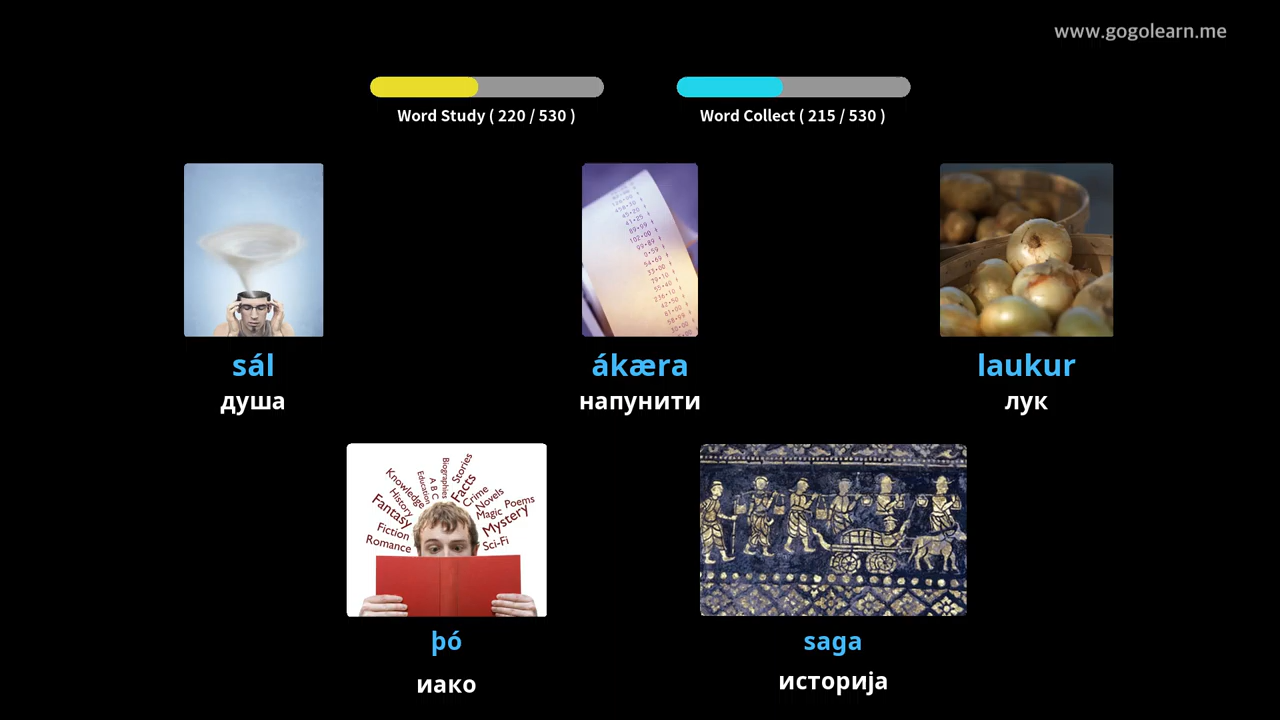 www.gogolearn.me
Word Study ( 220 / 530 )
Word Collect ( 215 / 530 )
sál
ákæra
laukur
душа
напунити
лук
Knowledge
History
Fantasy
Fiction
Romance
Education
A B C
Biographies
Stories
Facts
Crime
Novels
Magic
Poems
Mystery
Sci-Fi
þó
saga
иако
историја